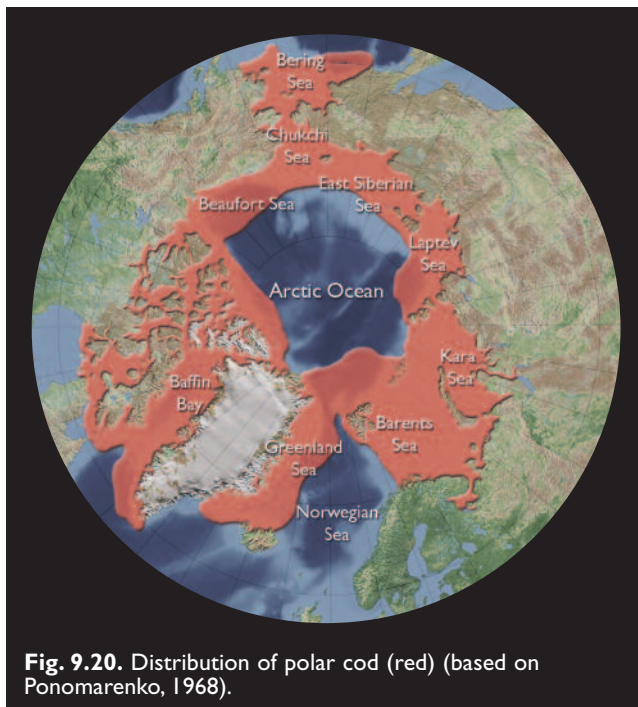 Bering
Sea
Chukchi
Sea
East Siberian
Sea
Beaufort Sea
Laptev
Sea
Arctic Ocean
Kara
Sea
Baffin
Bay
Barents
Sea
Greenland
Sea
Norwegian
Sea
Fig. 9.20. Distribution of polar cod (red) (based on
Ponomarenko, 1968).